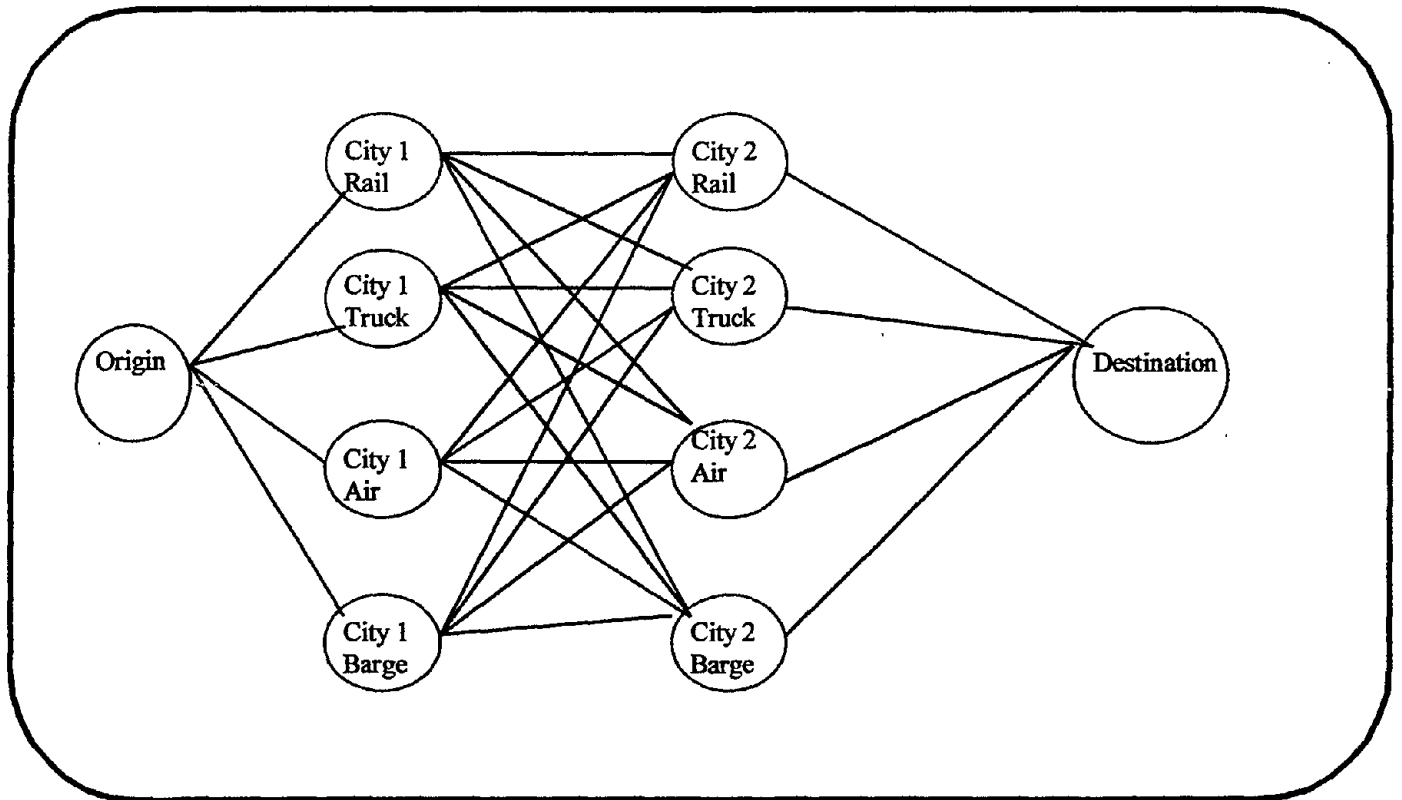 Origin
City 1
Rail
City 1
Truck
City 1
Air
City 1
Barge
City 2
Rail
City 2
Truck
City 2
Air
City 2
Barge
Destination